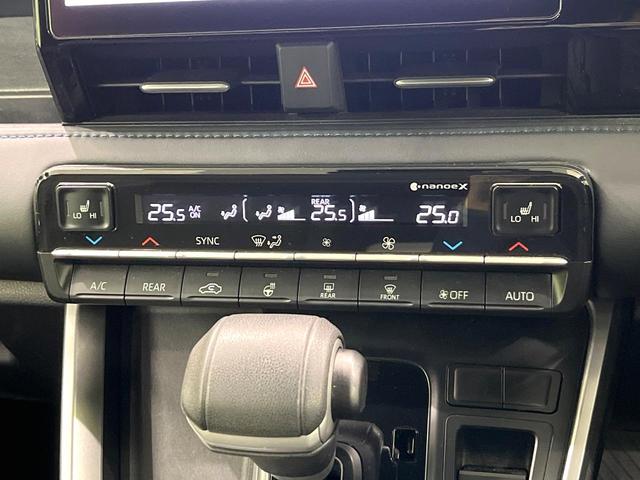 nanoeX
LO HI
25.5 A/C ON REAR 25.5 25.0
LO HI
SYNC
A/C REAR REAR FRONT OFF AUTO